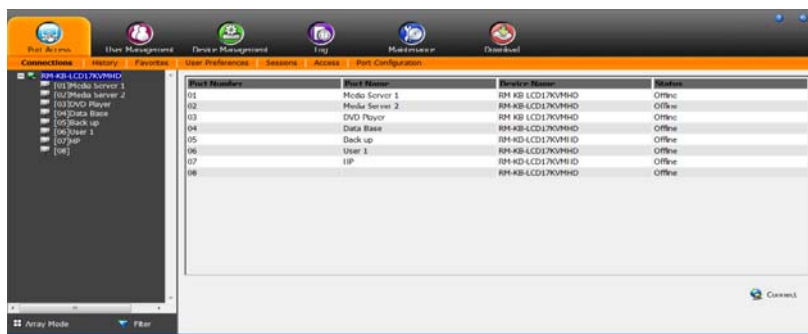 Port Access User Management Device Management Log Maintenance Download
Connections History Favorites User Preferences Sessions Access Port Configuration
RM-KB-LCD17KVMHD
[01]Media Server 1
[02]Media Server 2
[03]DVD Player
[04]Data Base
[05]Back up
[06]User 1
[07]HP
[08]
Port Number Port Name Device Name Status
01 Media Server 1 RM-KB-LCD17KVMHD Offline
02 Media Server 2 RM-KB-LCD17KVMHD Offline
03 DVD Player RM-KB-LCD17KVMHD Offline
04 Data Base RM-KB-LCD17KVMHD Offline
05 Back up RM-KB-LCD17KVMHD Offline
06 User 1 RM-KB-LCD17KVMHD Offline
07 HP RM-KB-LCD17KVMHD Offline
08 RM-KB-LCD17KVMHD Offline
Connect
Array Mode Filter